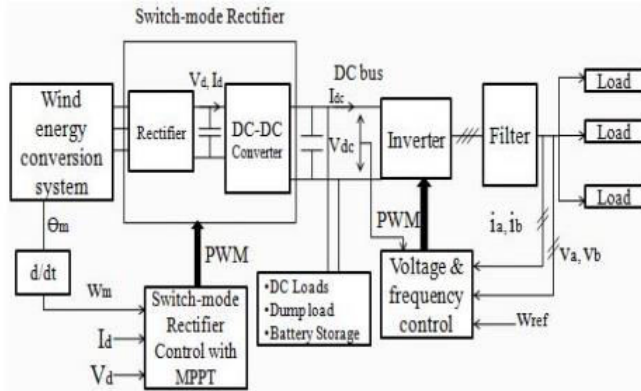 Switch-mode Rectifier
Wind
energy
conversion
system
Rectifier
Vd, Id
DC-DC
Converter
DC bus
Idc
Vdc
Inverter
Filter
Load
Load
Load
θm
d/dt
wm
PWM
PWM
ia, ib
va, vb
Switch-mode
Rectifier
Control with
MPPT
Id
Vd
•DC Loads
•Dump load
•Battery Storage
Voltage &
frequency
control
Wref